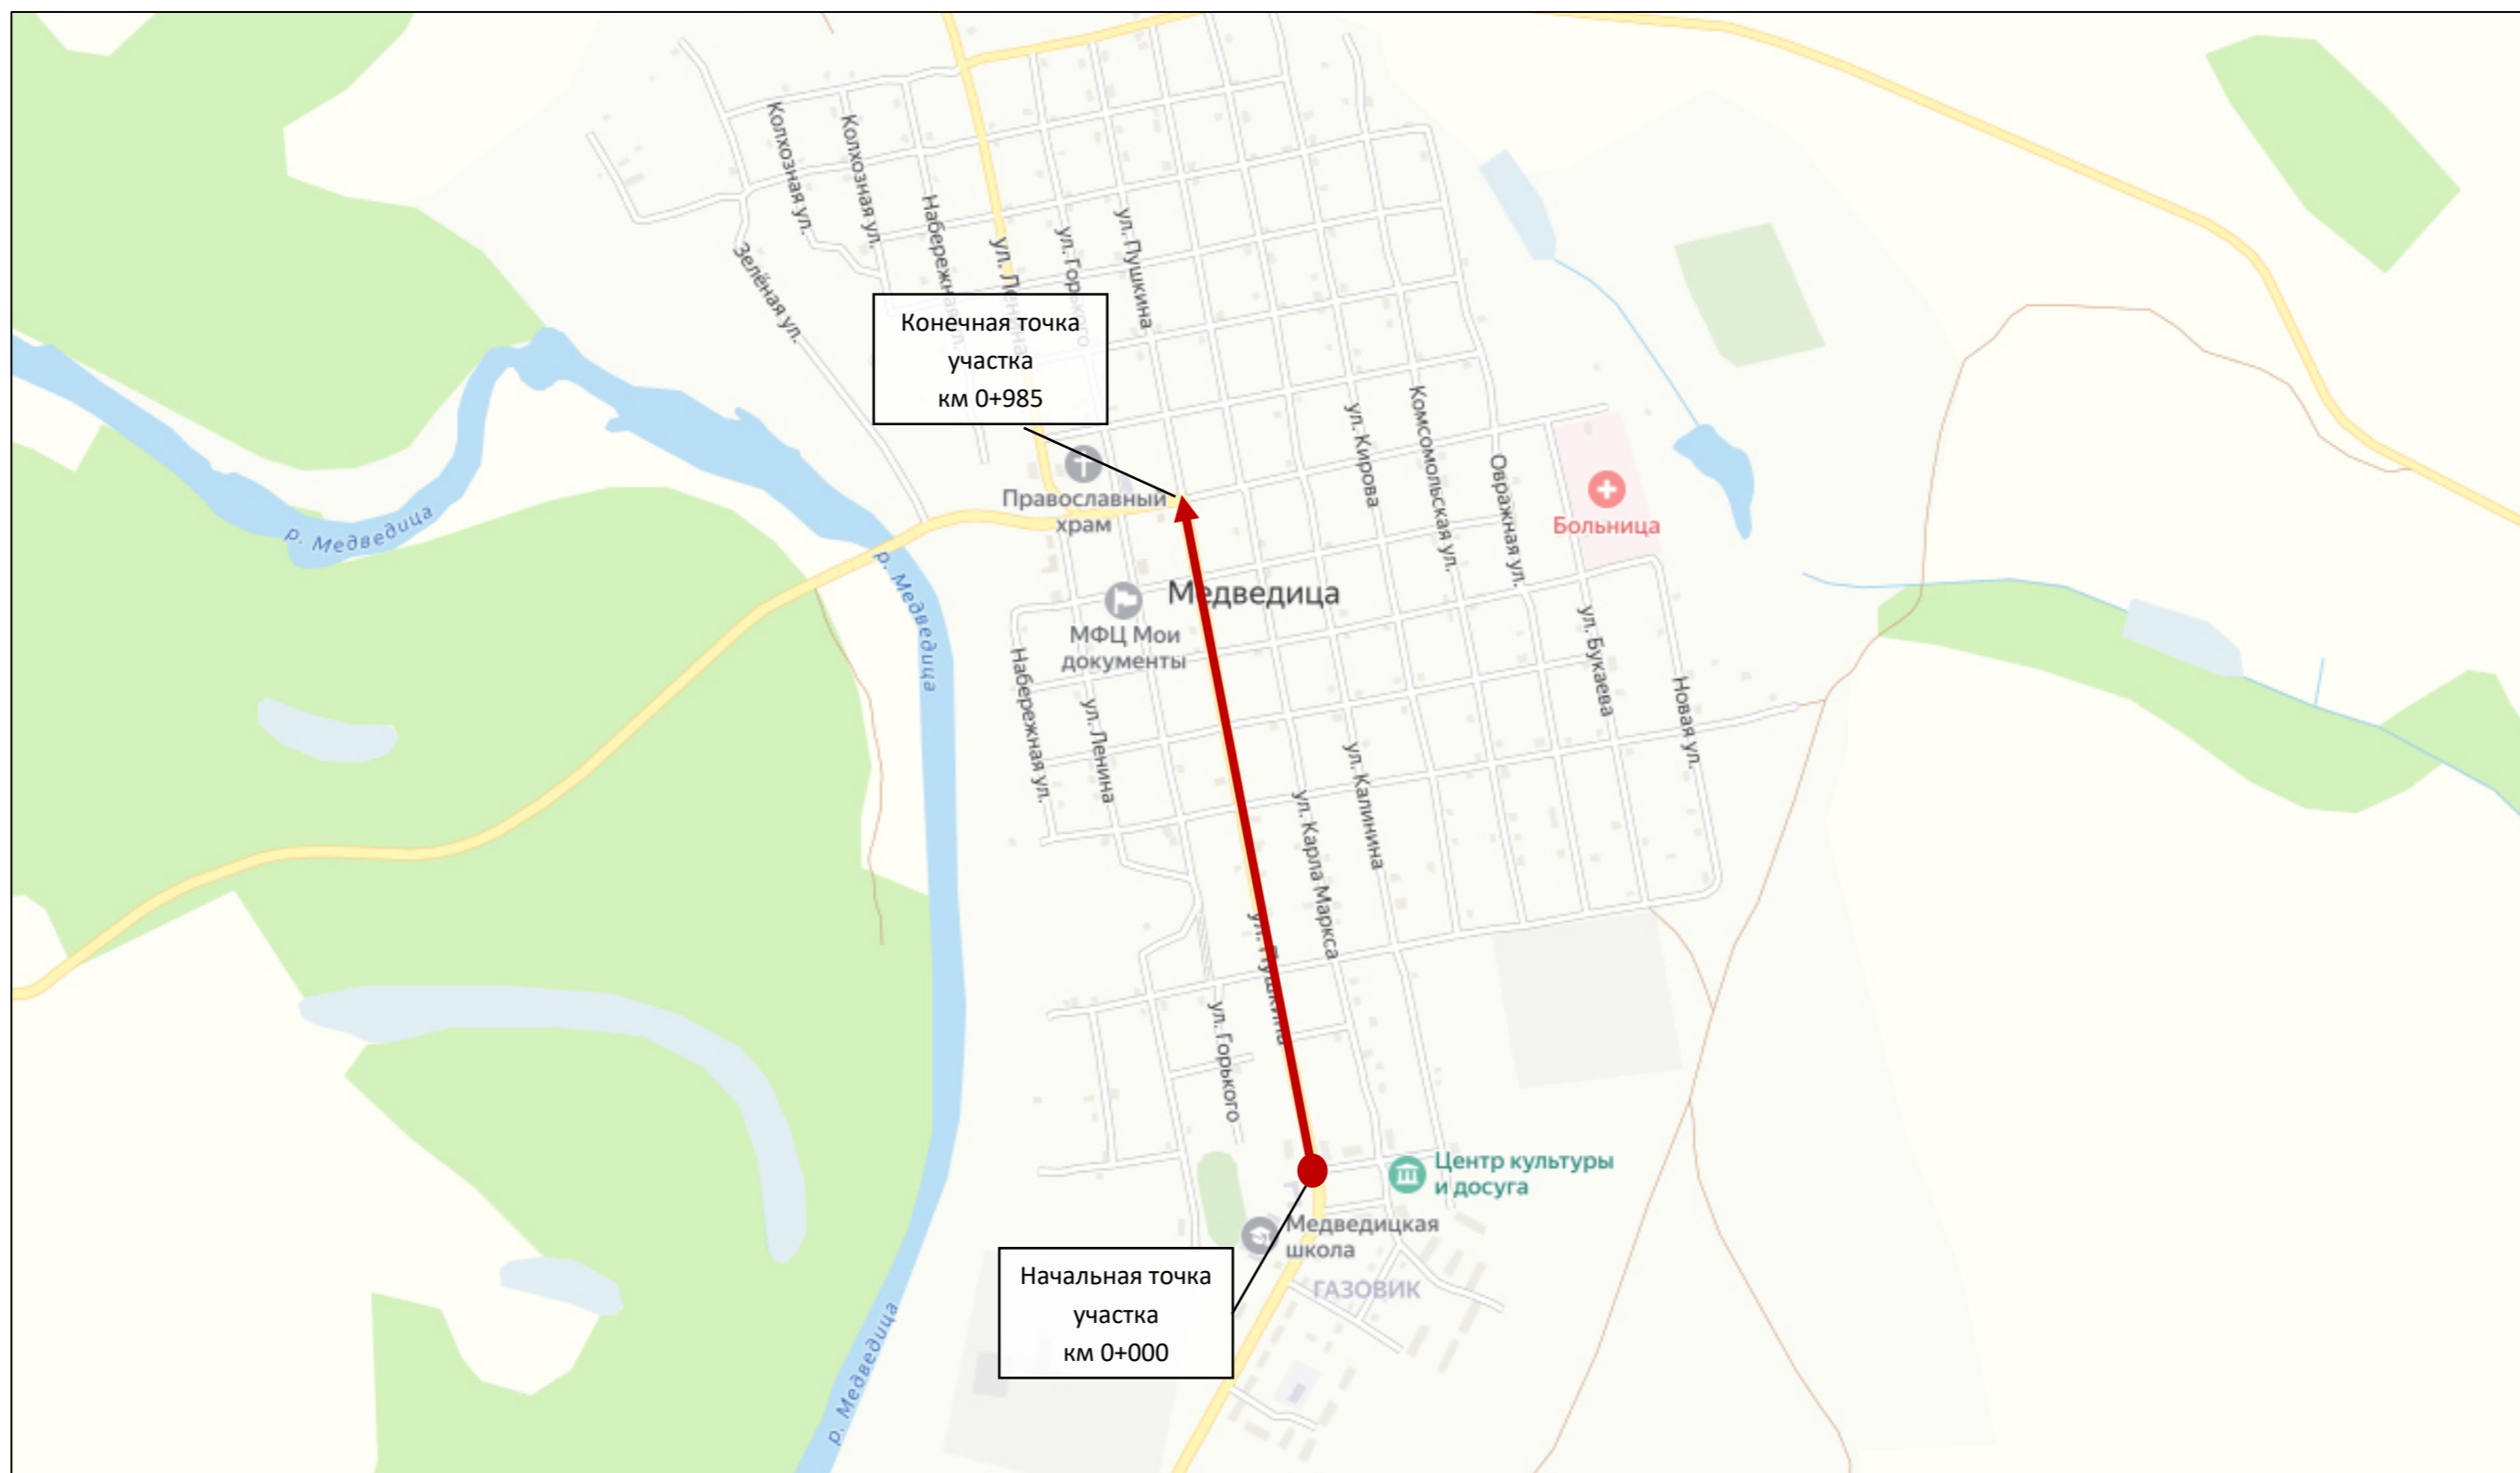 Колхозная ул.
Колхозная ул.
Набережная ул.
ул. Ленина
ул. Горького
ул. Пушкина
Зелёная ул.
Конечная точка
участка
км 0+985
ул. Кирова
Комсомольская ул.
Овражная ул.
Православный
храм
Больница
р. Медведица
р. Медведица
Медведица
МФЦ Мои
документы
ул. Букаева
Набережная ул.
ул. Ленина
Новая ул.
ул. Калинина
ул. Карла Маркса
ул. Пушкина
ул. Горького
Центр культуры
и досуга
Медведицкая
школа
Начальная точка
участка
км 0+000
ГАЗОВИК
р. Медведица